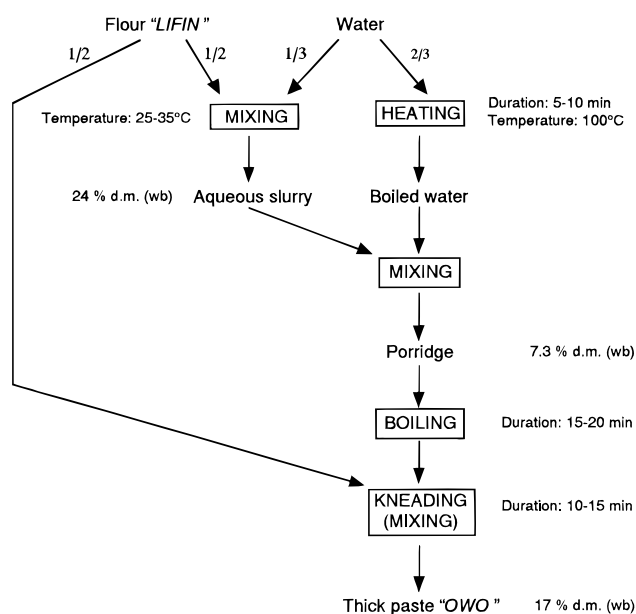 Flour “LIFIN”
Water
1/2
1/2
1/3
2/3
Temperature: 25-35°C
MIXING
HEATING
Duration: 5-10 min
Temperature: 100°C
24 % d.m. (wb)
Aqueous slurry
Boiled water
MIXING
Porridge
7.3 % d.m. (wb)
BOILING
Duration: 15-20 min
KNEADING
(MIXING)
Duration: 10-15 min
Thick paste “OWO ”
17 % d.m. (wb)